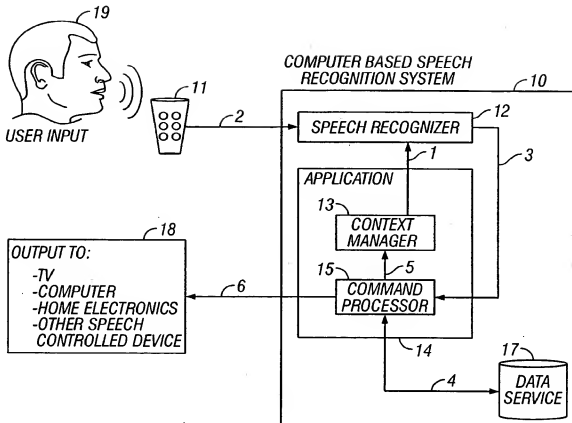 19
COMPUTER BASED SPEECH
RECOGNITION SYSTEM
10
11
12
USER INPUT
2
SPEECH RECOGNIZER
1
3
APPLICATION
13
CONTEXT
MANAGER
18
OUTPUT TO:
-TV
-COMPUTER
-HOME ELECTRONICS
-OTHER SPEECH
CONTROLLED DEVICE
6
15
5
COMMAND
PROCESSOR
14
17
4
DATA
SERVICE